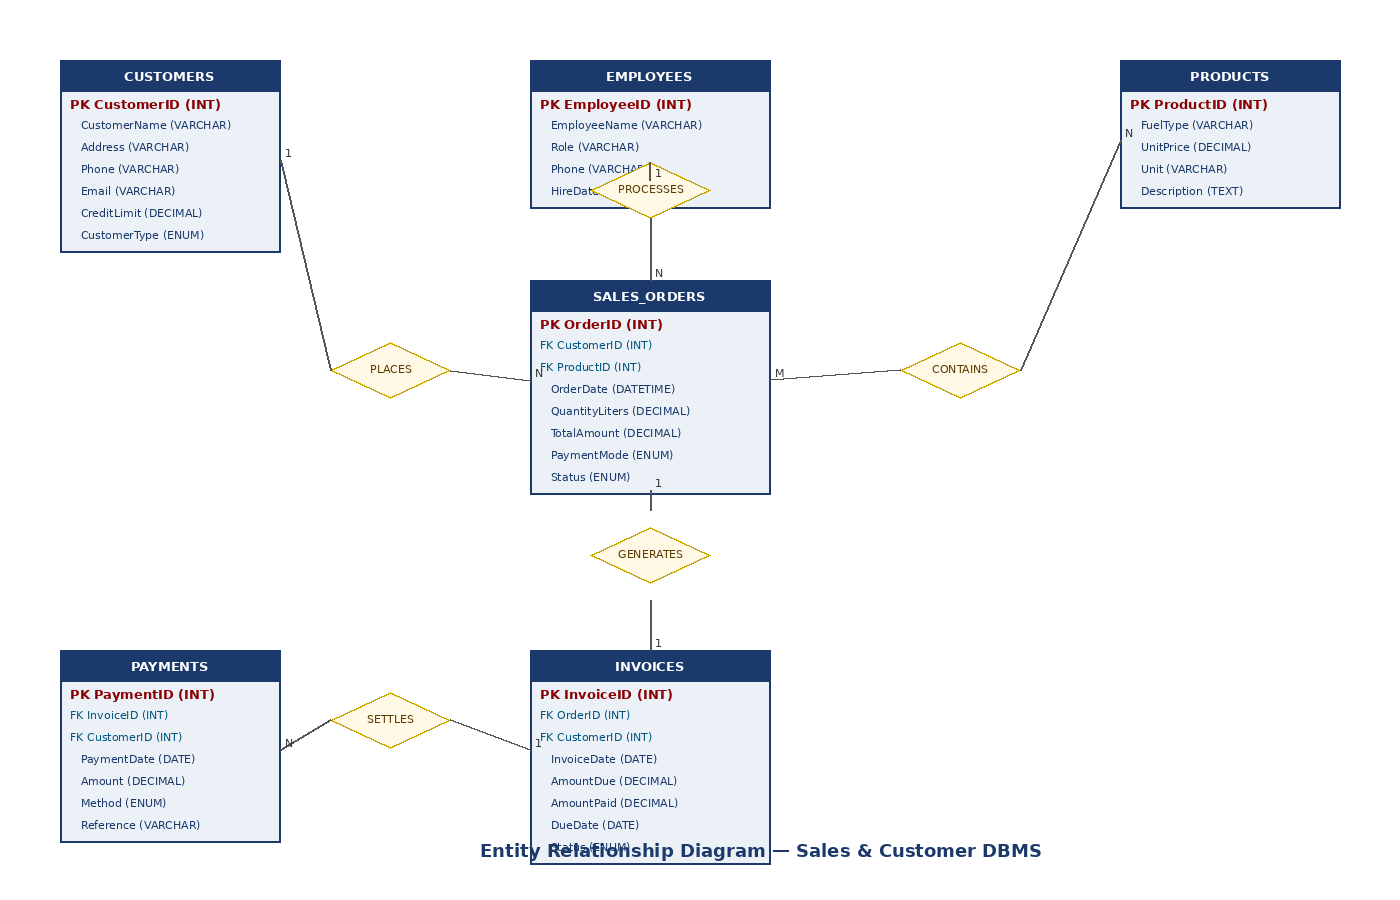 CUSTOMERS
PK CustomerID (INT)
CustomerName (VARCHAR)
Address (VARCHAR)
Phone (VARCHAR)
Email (VARCHAR)
CreditLimit (DECIMAL)
CustomerType (ENUM)
EMPLOYEES
PK EmployeeID (INT)
EmployeeName (VARCHAR)
Role (VARCHAR)
Phone (VARCHAR)
HireDate
1
PROCESSES
N
PRODUCTS
PK ProductID (INT)
FuelType (VARCHAR)
UnitPrice (DECIMAL)
Unit (VARCHAR)
Description (TEXT)
1
PLACES
N
SALES_ORDERS
PK OrderID (INT)
FK CustomerID (INT)
FK ProductID (INT)
OrderDate (DATETIME)
QuantityLiters (DECIMAL)
TotalAmount (DECIMAL)
PaymentMode (ENUM)
Status (ENUM)
M
CONTAINS
N
1
GENERATES
1
PAYMENTS
PK PaymentID (INT)
FK InvoiceID (INT)
FK CustomerID (INT)
PaymentDate (DATE)
Amount (DECIMAL)
Method (ENUM)
Reference (VARCHAR)
N
SETTLES
1
INVOICES
PK InvoiceID (INT)
FK OrderID (INT)
FK CustomerID (INT)
InvoiceDate (DATE)
AmountDue (DECIMAL)
AmountPaid (DECIMAL)
DueDate (DATE)
Status (ENUM)
Entity Relationship Diagram — Sales & Customer DBMS